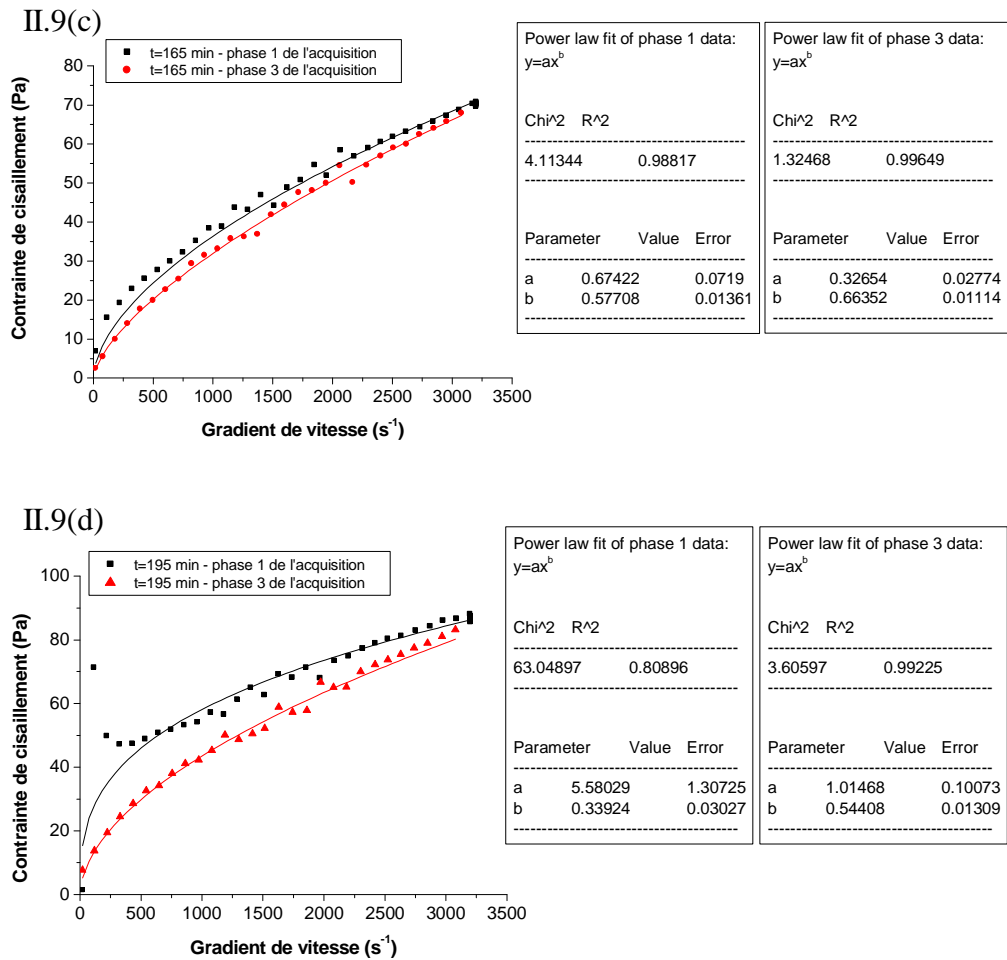 II.9(c)
t=165 min - phase 1 de l'acquisition
t=165 min - phase 3 de l'acquisition
80
70
60
50
40
30
20
10
0
Contrainte de cisaillement (Pa)
0 500 1000 1500 2000 2500 3000 3500
Gradient de vitesse (s⁻¹)
Power law fit of phase 1 data:
y=axᵇ
Chi^2 R^2
4.11344 0.98817
Parameter Value Error
a 0.67422 0.0719
b 0.57708 0.01361
Power law fit of phase 3 data:
y=axᵇ
Chi^2 R^2
1.32468 0.99649
Parameter Value Error
a 0.32654 0.02774
b 0.66352 0.01114
II.9(d)
t=195 min - phase 1 de l'acquisition
t=195 min - phase 3 de l'acquisition
100
80
60
40
20
0
Contrainte de cisaillement (Pa)
0 500 1000 1500 2000 2500 3000 3500
Gradient de vitesse (s⁻¹)
Power law fit of phase 1 data:
y=axᵇ
Chi^2 R^2
63.04897 0.80896
Parameter Value Error
a 5.58029 1.30725
b 0.33924 0.03027
Power law fit of phase 3 data:
y=axᵇ
Chi^2 R^2
3.60597 0.99225
Parameter Value Error
a 1.01468 0.10073
b 0.54408 0.01309